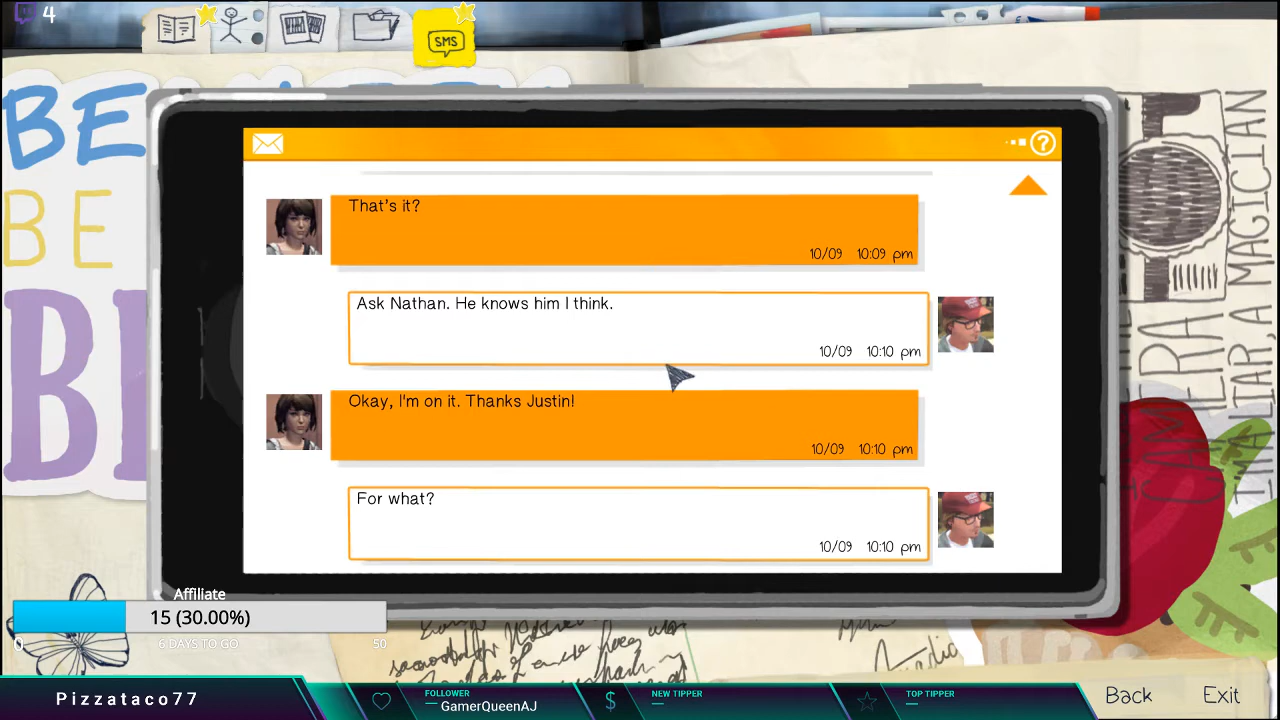 4
SMS
BE
BE
That's it?
10/09 10:09 pm
Ask Nathan. He knows him I think.
10/09 10:10 pm
Okay, I'm on it. Thanks Justin!
10/09 10:10 pm
For what?
10/09 10:10 pm
CAMERA
I'M A LIAR, A MAGICIAN
Affiliate
15 (30.00%)
0 6 DAYS TO GO 50
Pizzataco77
FOLLOWER
GamerQueenAJ
NEW TIPPER
TOP TIPPER
Back Exit